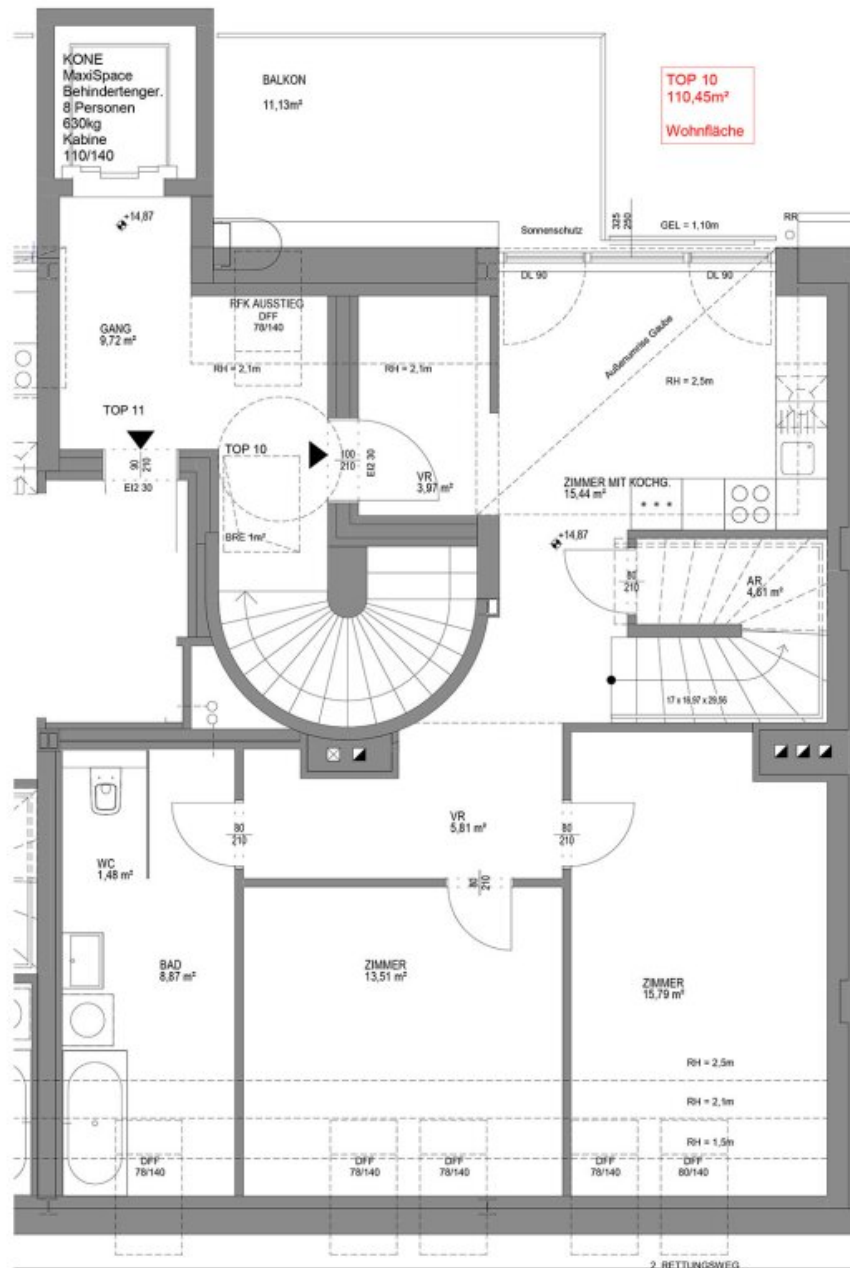 KONE
MaxiSpace
Behindertenger.
8 Personen
630kg
Kabine
110/140
BALKON
11,13m²
TOP 10
110,45m²
Wohnfläche
+14,87
Sonnenschutz
325
250
GEL = 1,10m
RR
DL 90
DL 90
RFK AUSSTIEG
DFF
78/140
GANG
9,72 m²
Außenumrise Gaube
RH = 2,1m
RH = 2,1m
RH = 2,5m
TOP 11
TOP 10
90
210
EI2 30
100
210
EI2 30
VR
3,97 m²
ZIMMER MIT KOCHG.
15,44 m²
BRE 1m²
+14,87
80
210
AR
4,61 m²
17 x 16,97 x 29,56
VR
5,81 m²
80
210
80
210
80
210
WC
1,48 m²
BAD
8,87 m²
ZIMMER
13,51 m²
ZIMMER
15,79 m²
RH = 2,5m
RH = 2,1m
RH = 1,5m
DFF
78/140
DFF
78/140
DFF
78/140
DFF
78/140
DFF
80/140
2. RETTUNGSWEG